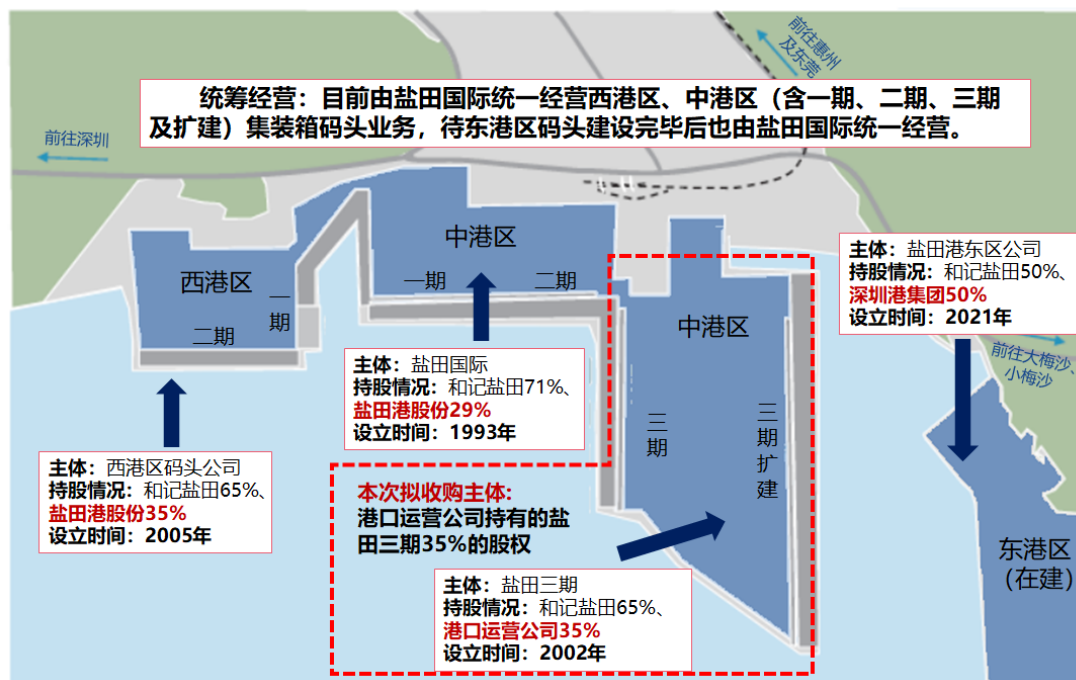 前往惠州
及东莞
统筹经营：目前由盐田国际统一经营西港区、中港区（含一期、二期、三期
及扩建）集装箱码头业务，待东港区码头建设完毕后也由盐田国际统一经营。
前往深圳
中港区
一期
二期
西港区
一期
二期
中港区
三期
三期扩建
主体：盐田港东区公司
持股情况：和记盐田50%、
深圳港集团50%
设立时间：2021年
前往大梅沙、
小梅沙
主体：盐田国际
持股情况：和记盐田71%、
盐田港股份29%
设立时间：1993年
主体：西港区码头公司
持股情况：和记盐田65%、
盐田港股份35%
设立时间：2005年
本次拟收购主体:
港口运营公司持有的盐
田三期35%的股权
主体：盐田三期
持股情况：和记盐田65%、
港口运营公司35%
设立时间：2002年
东港区
（在建）